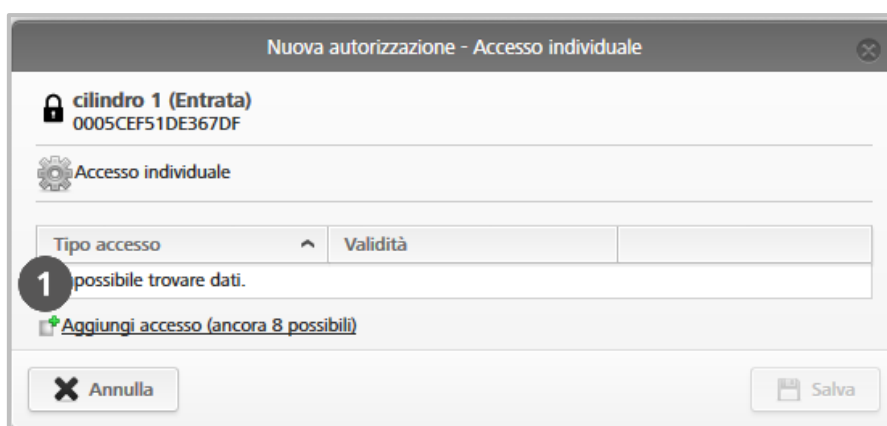 Nuova autorizzazione - Accesso individuale
cilindro 1 (Entrata)
0005CEF51DE367DF
Accesso individuale
Tipo accesso Validità
1 possibile trovare dati.
Aggiungi accesso (ancora 8 possibili)
Annulla Salva